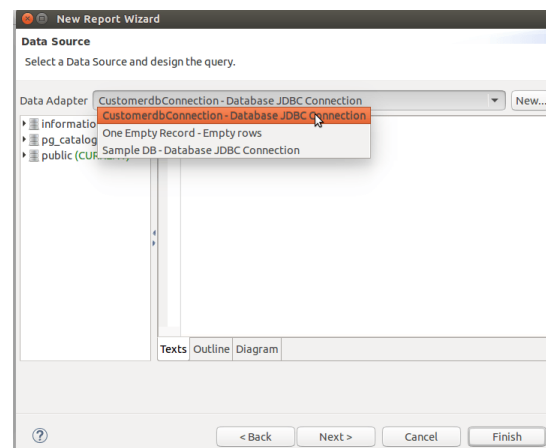 New Report Wizard
Data Source
Select a Data Source and design the query.
Data Adapter CustomerdbConnection - Database JDBC Connection New...
CustomerdbConnection - Database JDBC Connection
One Empty Record - Empty rows
Sample DB - Database JDBC Connection
informatio
pg_catalog
public (CUR
Texts Outline Diagram
? < Back Next > Cancel Finish